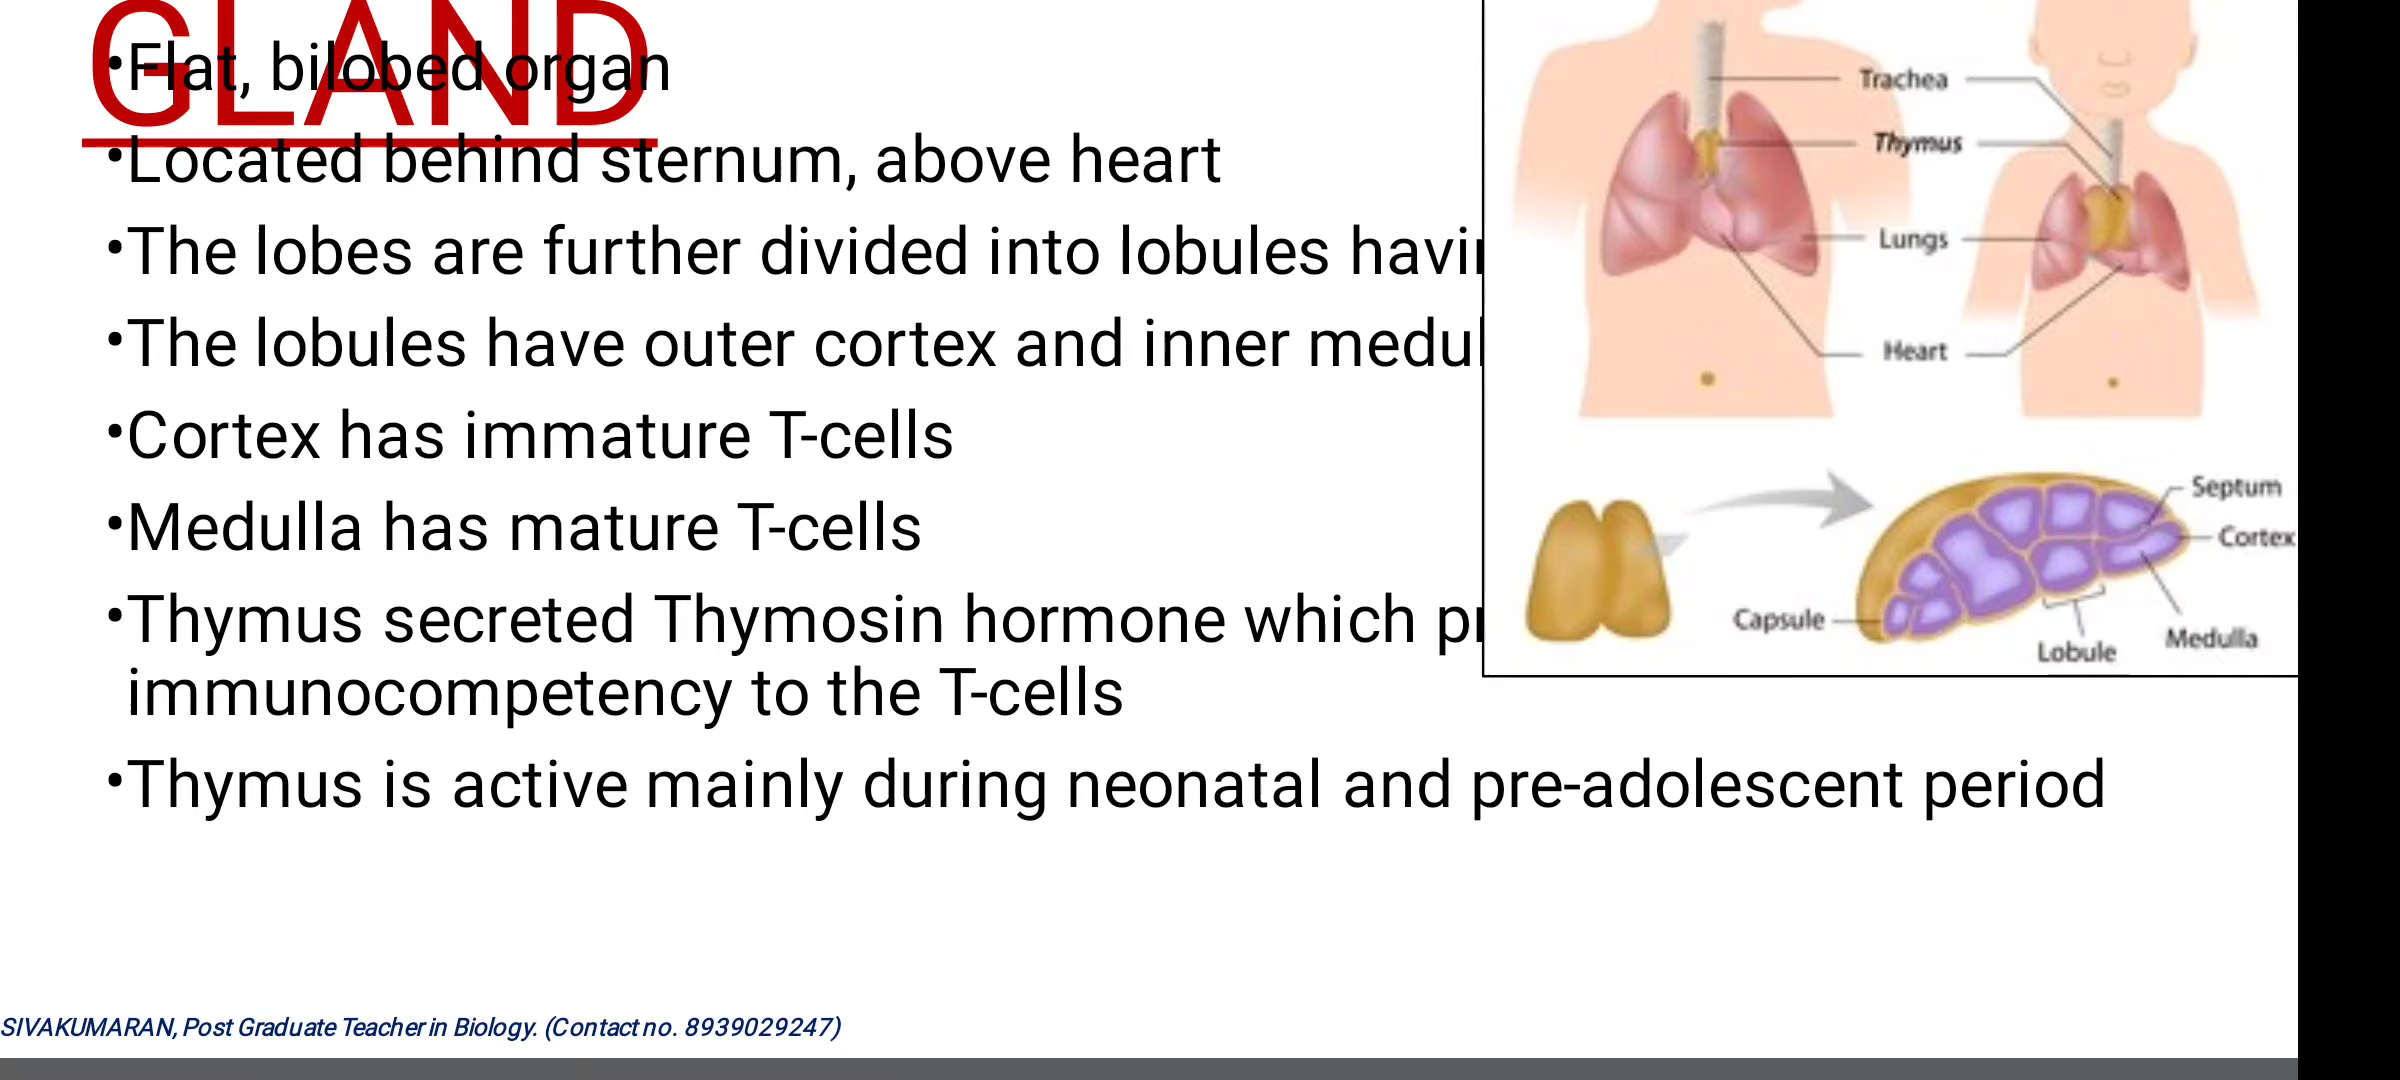 GLAND
•Flat, bilobed organ
•Located behind sternum, above heart
•The lobes are further divided into lobules
•The lobules have outer cortex and inner
•Cortex has immature T-cells
•Medulla has mature T-cells
•Thymus secreted Thymosin hormone which
immunocompetency to the T-cells
•Thymus is active mainly during neonatal and pre-adolescent period
Trachea
Thymus
Lungs
Heart
Septum
Cortex
Capsule
Medulla
Lobule
SIVAKUMARAN, Post Graduate Teacher in Biology. (Contact no. 8939029247)